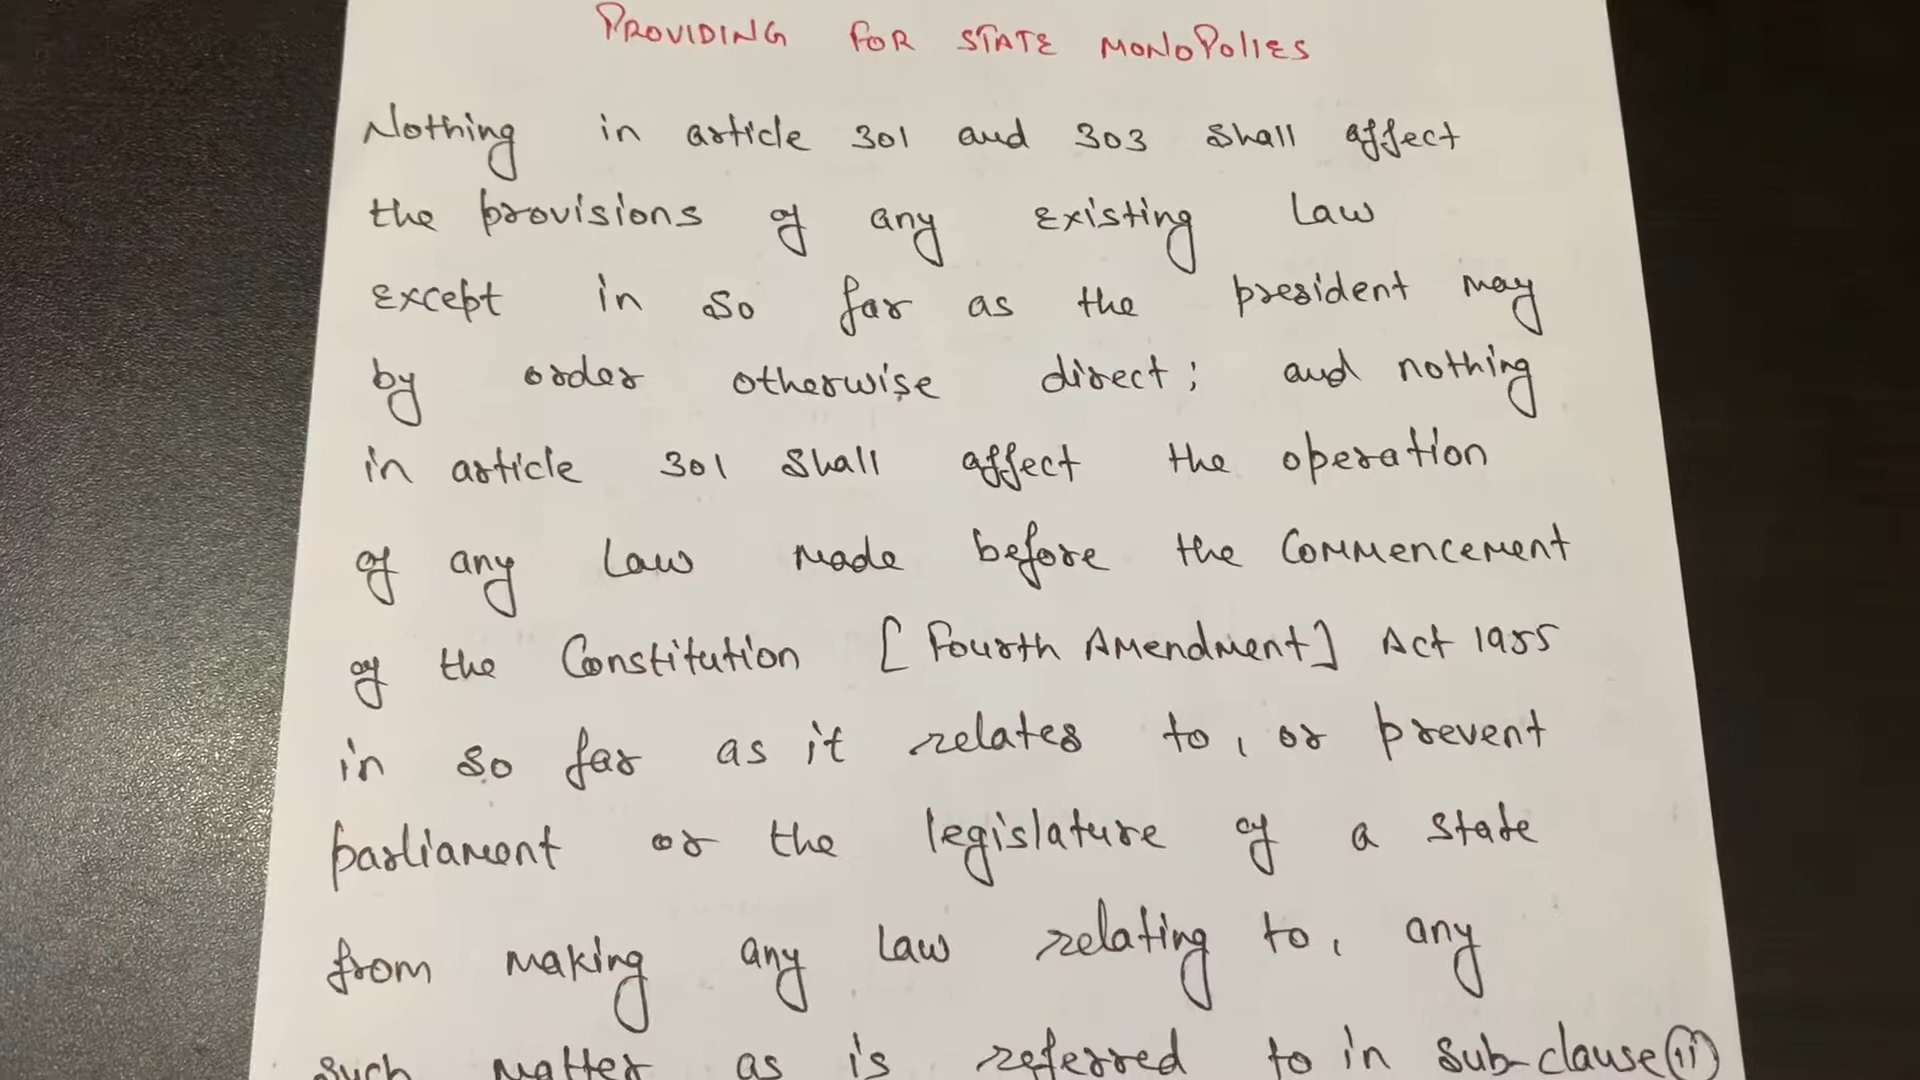 PROVIDING FOR STATE MONOPOLIES
Nothing in article 301 and 303 shall affect
the provisions of any existing law
except in so far as the president may
by order otherwise direct; and nothing
in article 301 shall affect the operation
of any law made before the commencement
of the Constitution [Fourth Amendment] Act 1955
in so far as it relates to, or prevent
parliament or the legislature of a state
from making any law relating to, any
such matter as is referred to in sub-clause (ii)